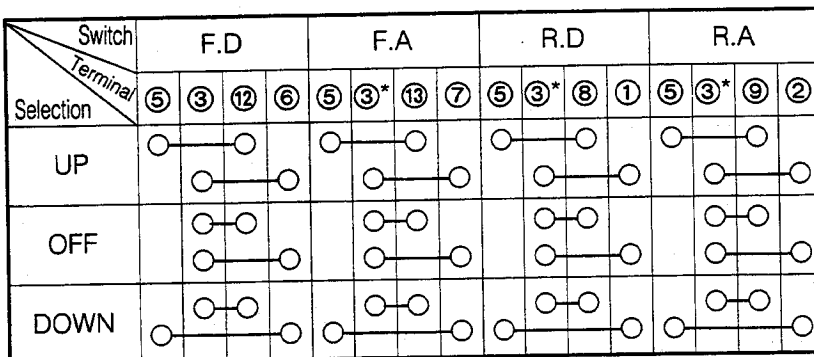 Switch F.D F.A R.D R.A
Terminal
Selection ⑤ ③ ⑫ ⑥ ⑤ ③* ⑬ ⑦ ⑤ ③* ⑧ ① ⑤ ③* ⑨ ②
UP
OFF
DOWN